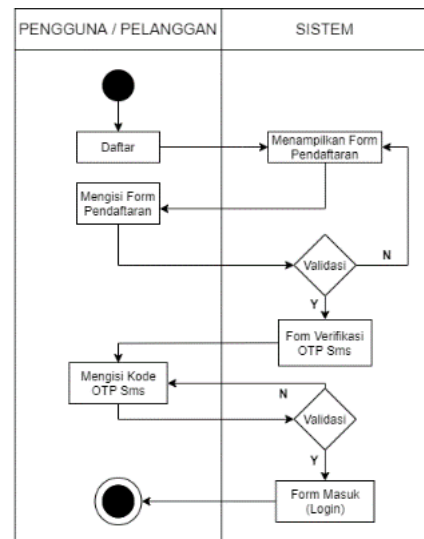 PENGGUNA / PELANGGAN
SISTEM
Daftar
Menampilkan Form
Pendaftaran
Mengisi Form
Pendaftaran
Validasi
N
Y
Fom Verifikasi
OTP Sms
Mengisi Kode
OTP Sms
N
Validasi
Y
Form Masuk
(Login)